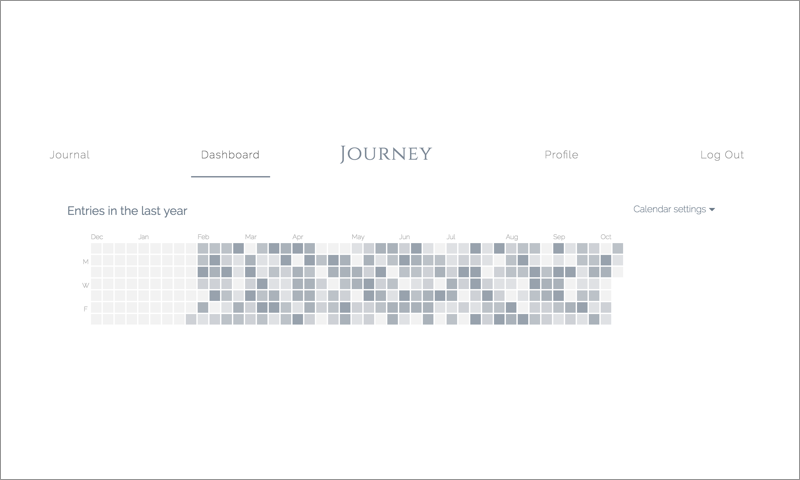 Journal Dashboard JOURNEY Profile Log Out
Entries in the last year
Calendar settings
Dec Jan Feb Mar Apr May Jun Jul Aug Sep Oct
M
W
F